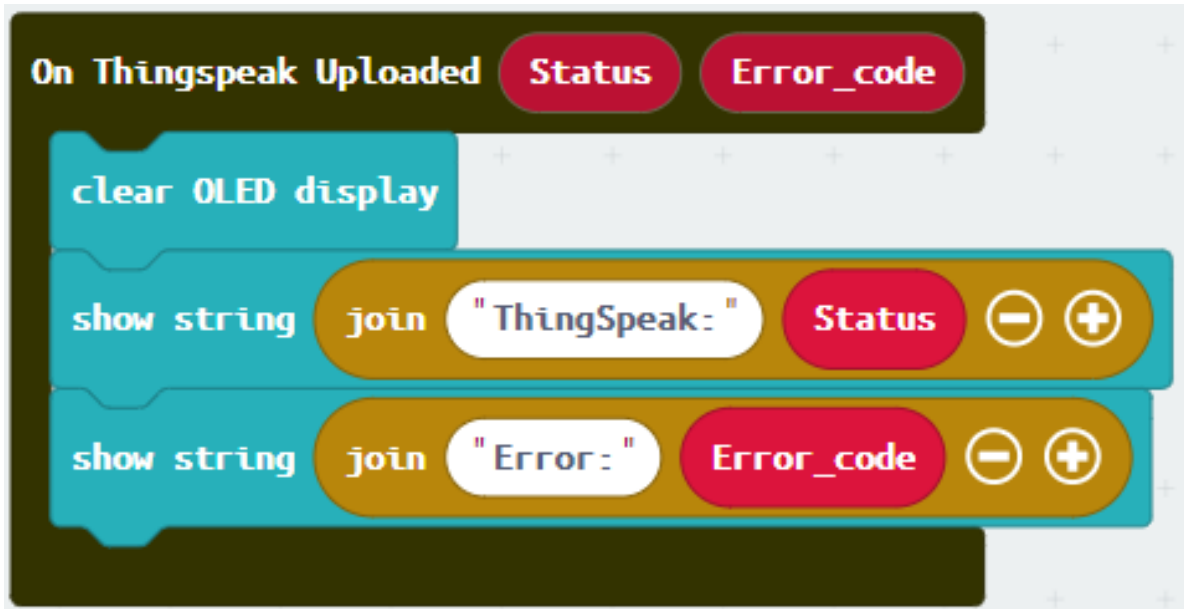 On Thingspeak Uploaded Status Error_code
clear OLED display
show string join "ThingSpeak:" Status
show string join "Error:" Error_code